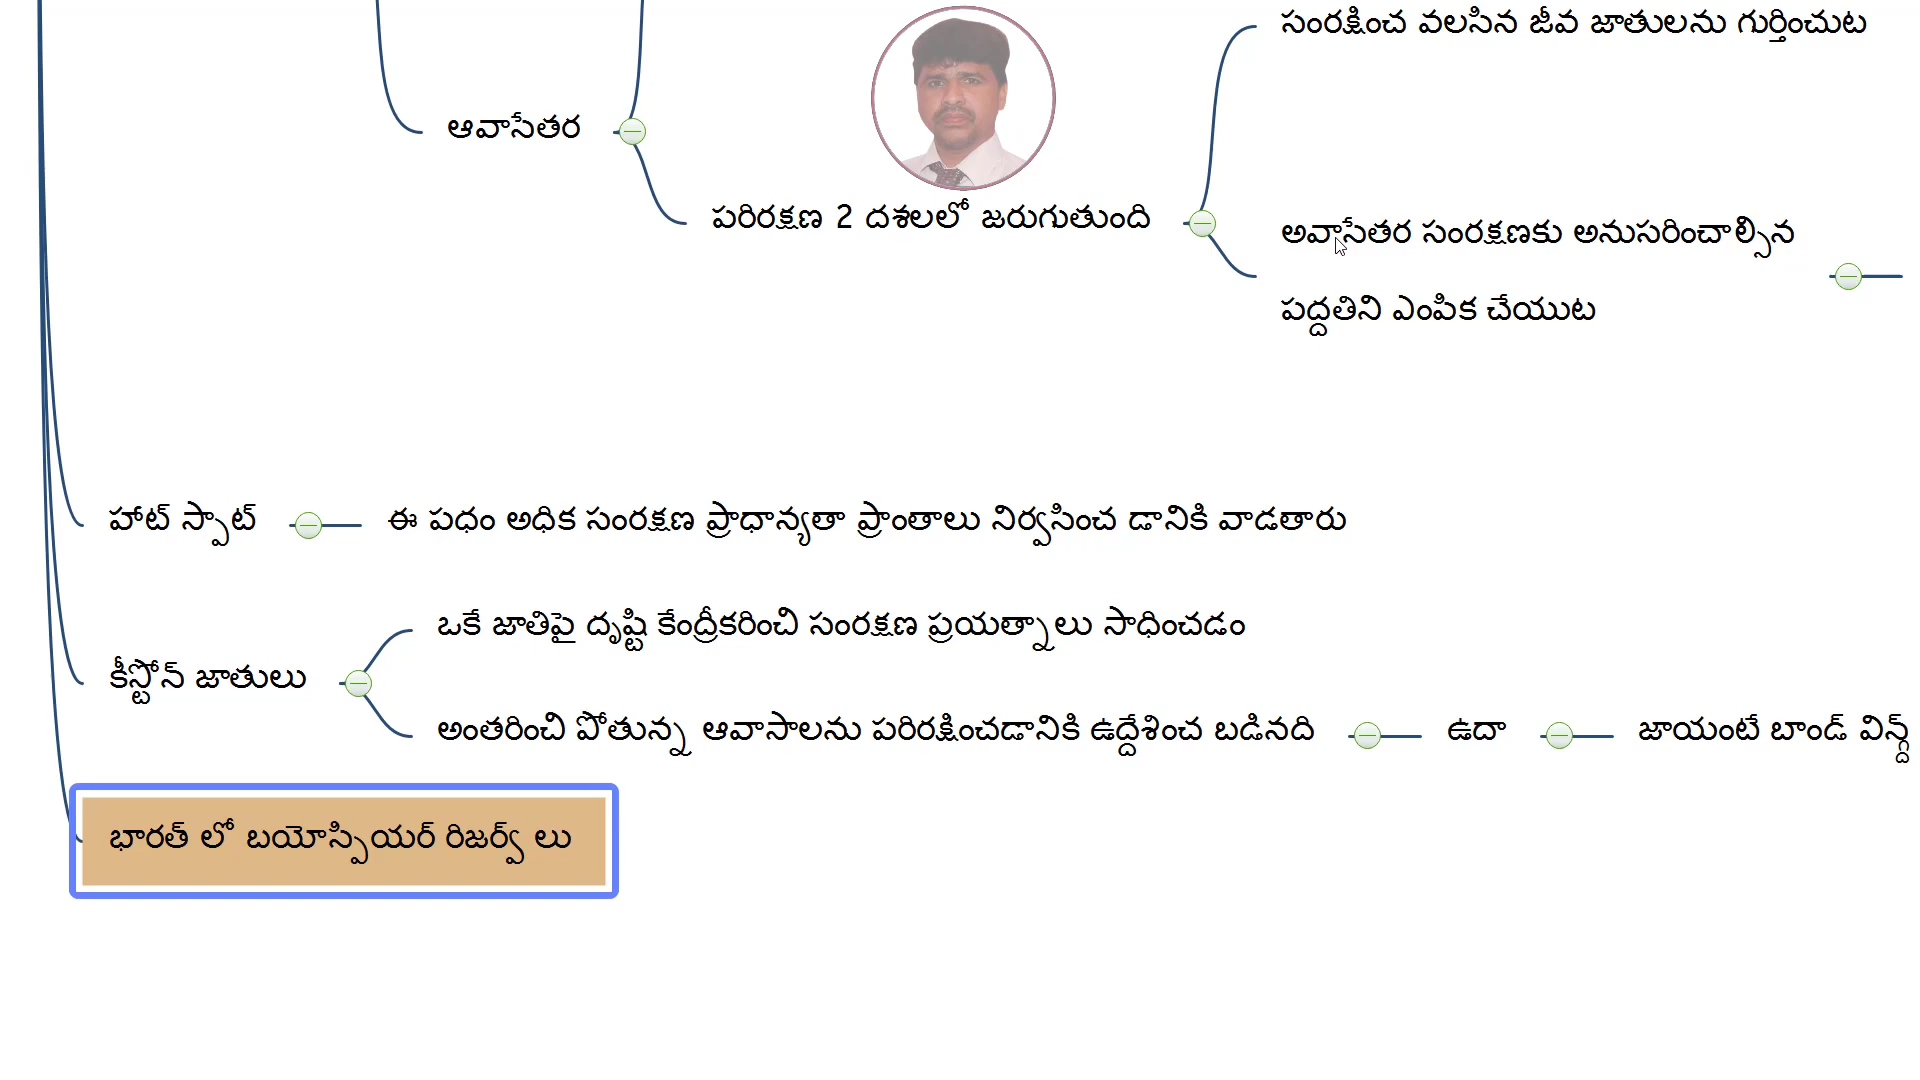 సంరక్షించ వలసిన జీవ జాతులను గుర్తించుట
ఆవాసేతర
పరిరక్షణ 2 దశలలో జరుగుతుంది
అవాసేతర సంరక్షణకు అనుసరించాల్సిన
పద్దతిని ఎంపిక చేయుట
హాట్ స్పాట్
ఈ పధం అధిక సంరక్షణ ప్రాధాన్యతా ప్రాంతాలు నిర్వసించ డానికి వాడతారు
ఒకే జాతిపై దృష్టి కేంద్రీకరించి సంరక్షణ ప్రయత్నాలు సాధించడం
కీస్టోన్ జాతులు
అంతరించి పోతున్న ఆవాసాలను పరిరక్షించడానికి ఉద్దేశించ బడినది
ఉదా
జాయంటే బాండ్ విన్డ్
భారత్ లో బయోస్పియర్ రిజర్వ్ లు